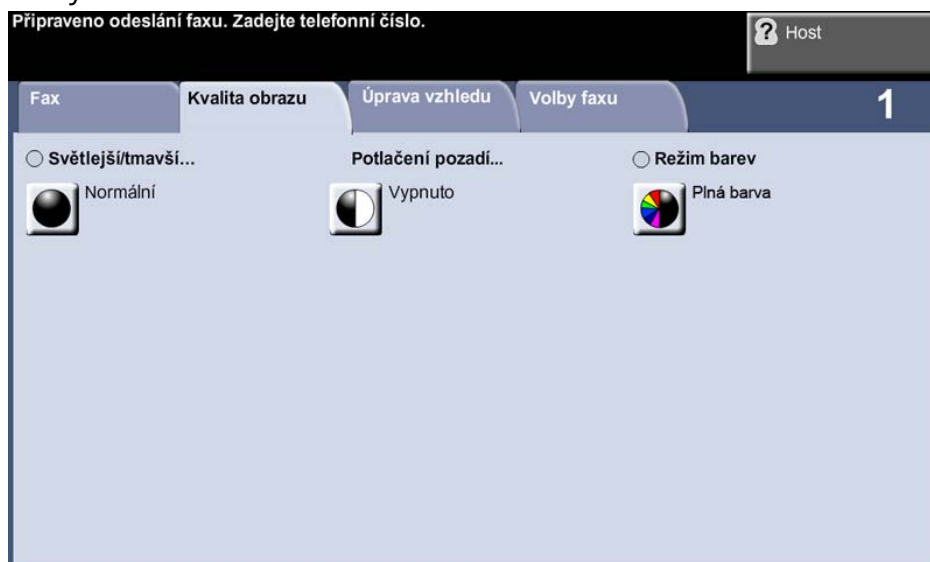 Připraveno odeslání faxu. Zadejte telefonní číslo.
? Host
Fax Kvalita obrazu Úprava vzhledu Volby faxu 1
Světlejší/tmavší... Potlačení pozadí... Režim barev
Normální Vypnuto Plná barva